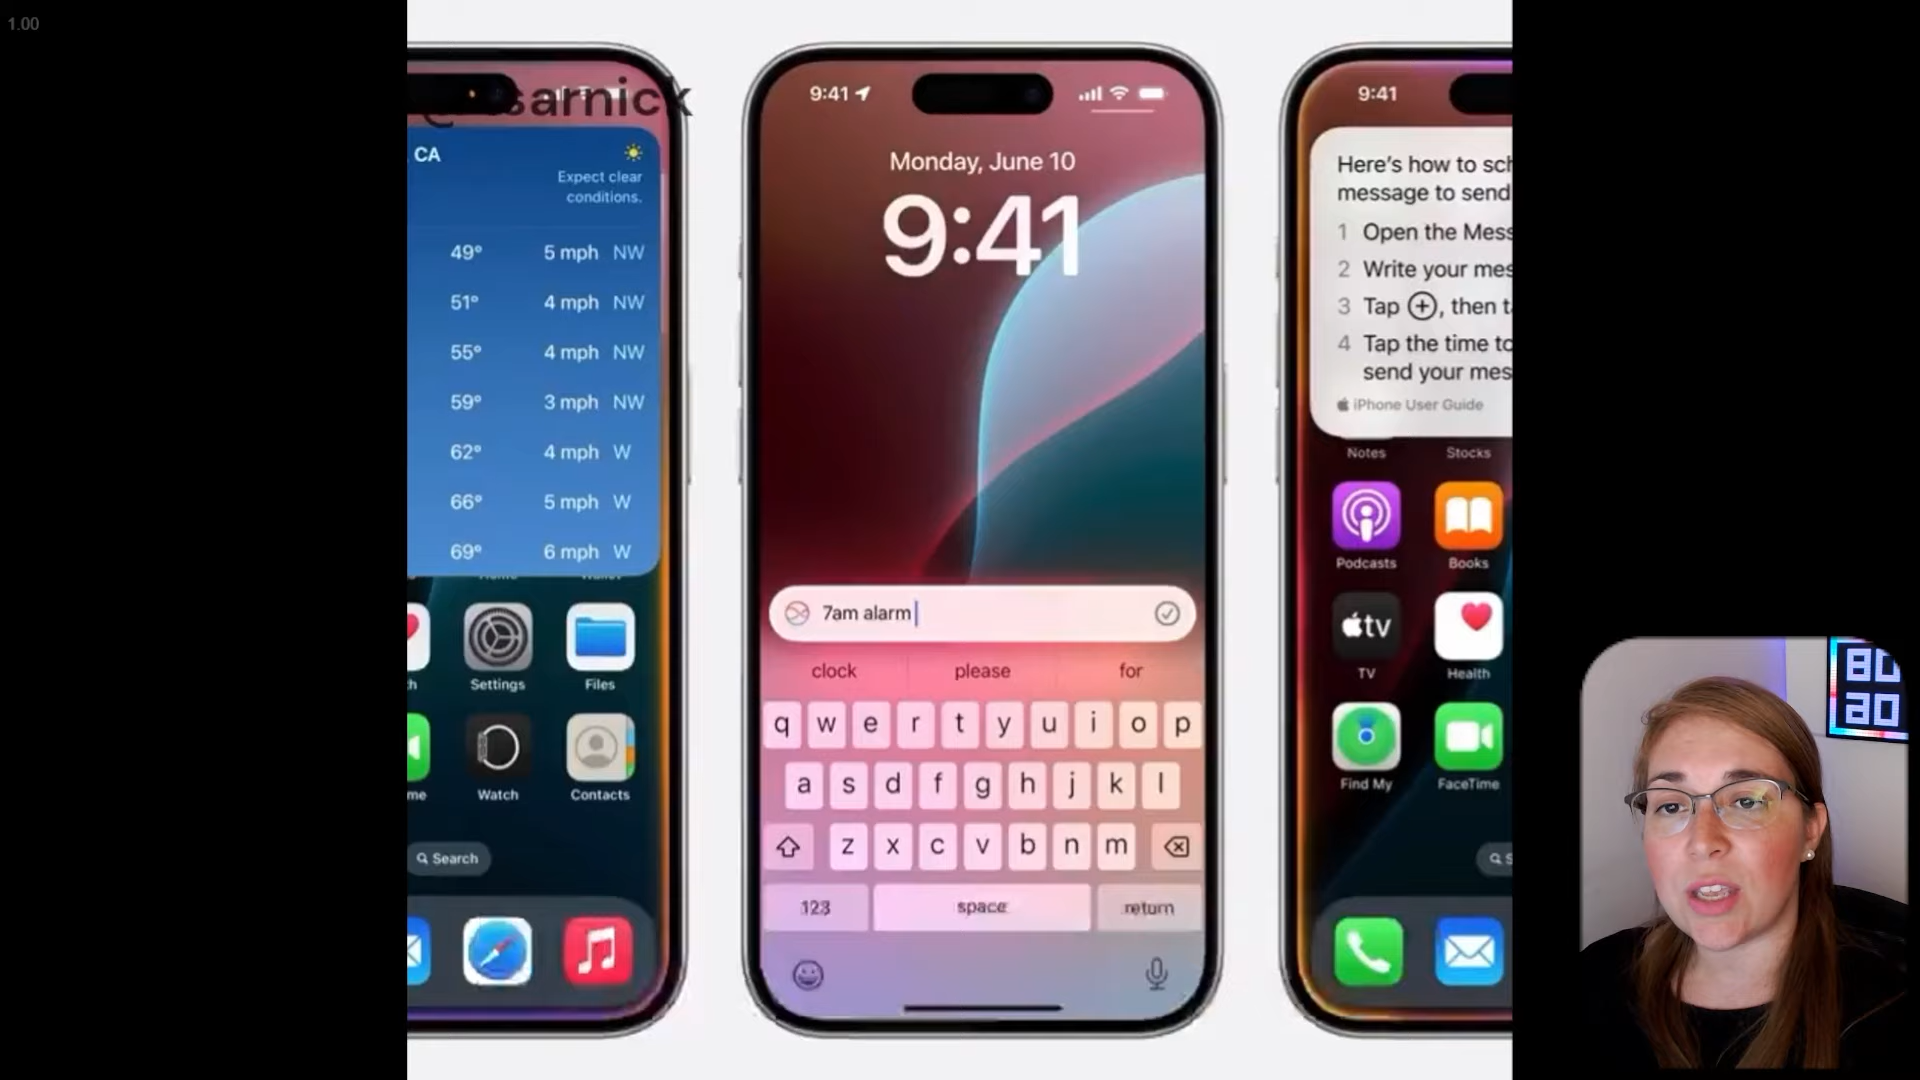 1.00
CA
Expect clear
conditions.
49° 5 mph NW
51° 4 mph NW
55° 4 mph NW
59° 3 mph NW
62° 4 mph W
66° 5 mph W
69° 6 mph W
Settings Files
Watch Contacts
Search
9:41
Monday, June 10
9:41
7am alarm
clock please for
q w e r t y u i o p
a s d f g h j k l
z x c v b n m
123 space return
9:41
Here's how to sch
message to send
1 Open the Mess
2 Write your mes
3 Tap +, then t
4 Tap the time to
send your mes
iPhone User Guide
Notes Stocks
Podcasts Books
tv
TV Health
Find My FaceTime